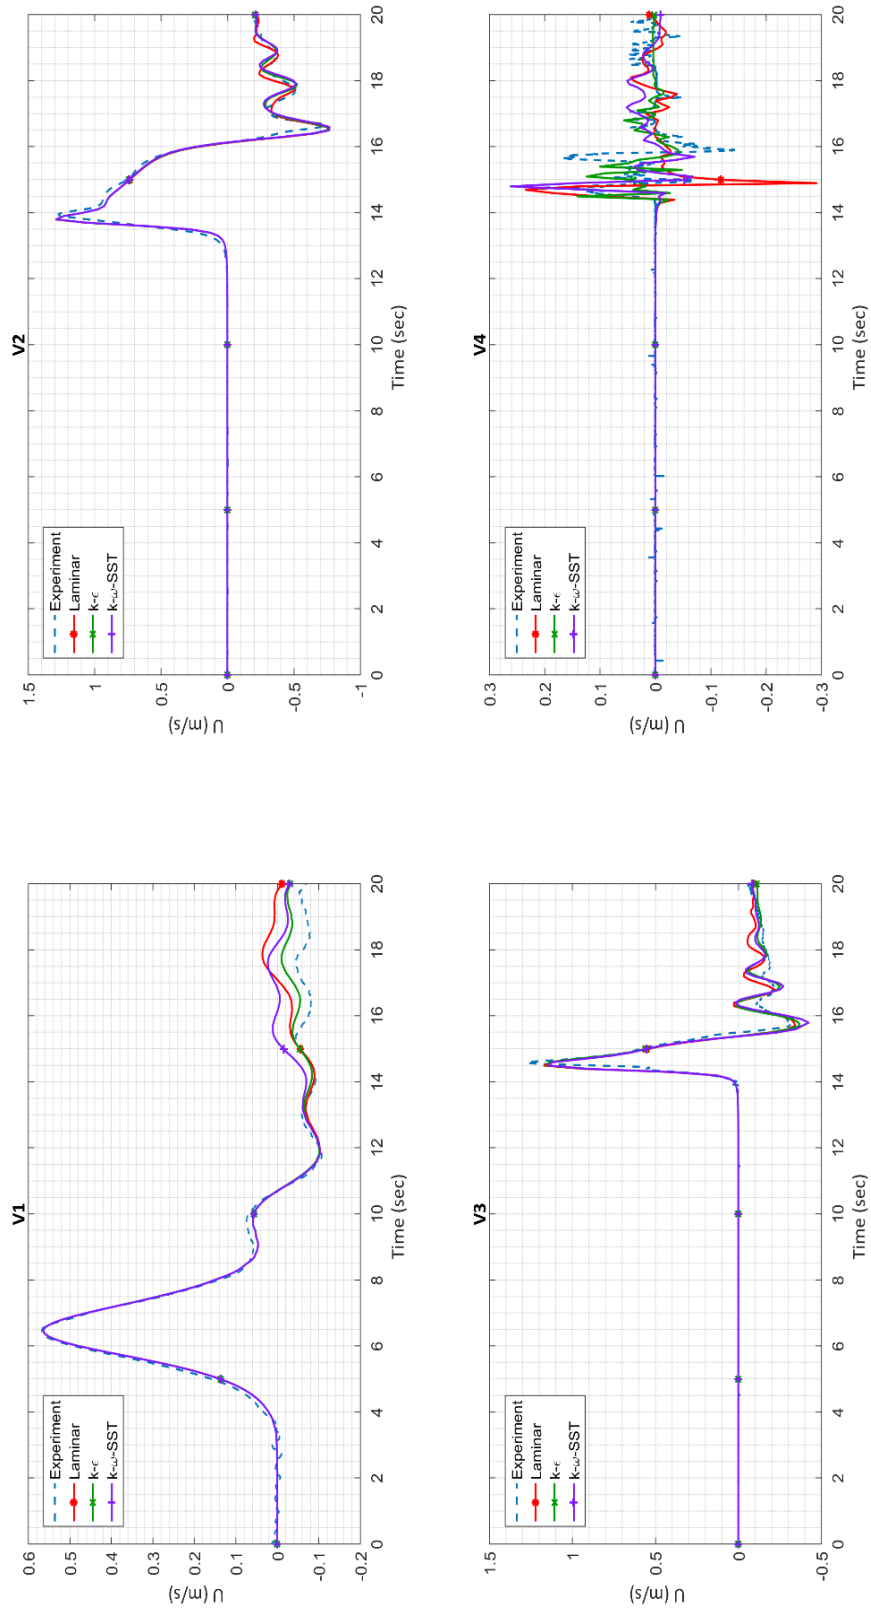 V1
U (m/s)
0.6
0.5
0.4
0.3
0.2
0.1
0
-0.1
-0.2
Experiment
Laminar
k-ϵ
k-ω-SST
0 2 4 6 8 10 12 14 16 18 20
Time (sec)
V2
U (m/s)
1.5
1
0.5
0
-0.5
-1
Experiment
Laminar
k-ϵ
k-ω-SST
0 2 4 6 8 10 12 14 16 18 20
Time (sec)
V3
U (m/s)
1.5
1
0.5
0
-0.5
Experiment
Laminar
k-ϵ
k-ω-SST
0 2 4 6 8 10 12 14 16 18 20
Time (sec)
V4
U (m/s)
0.3
0.2
0.1
0
-0.1
-0.2
-0.3
Experiment
Laminar
k-ϵ
k-ω-SST
0 2 4 6 8 10 12 14 16 18 20
Time (sec)